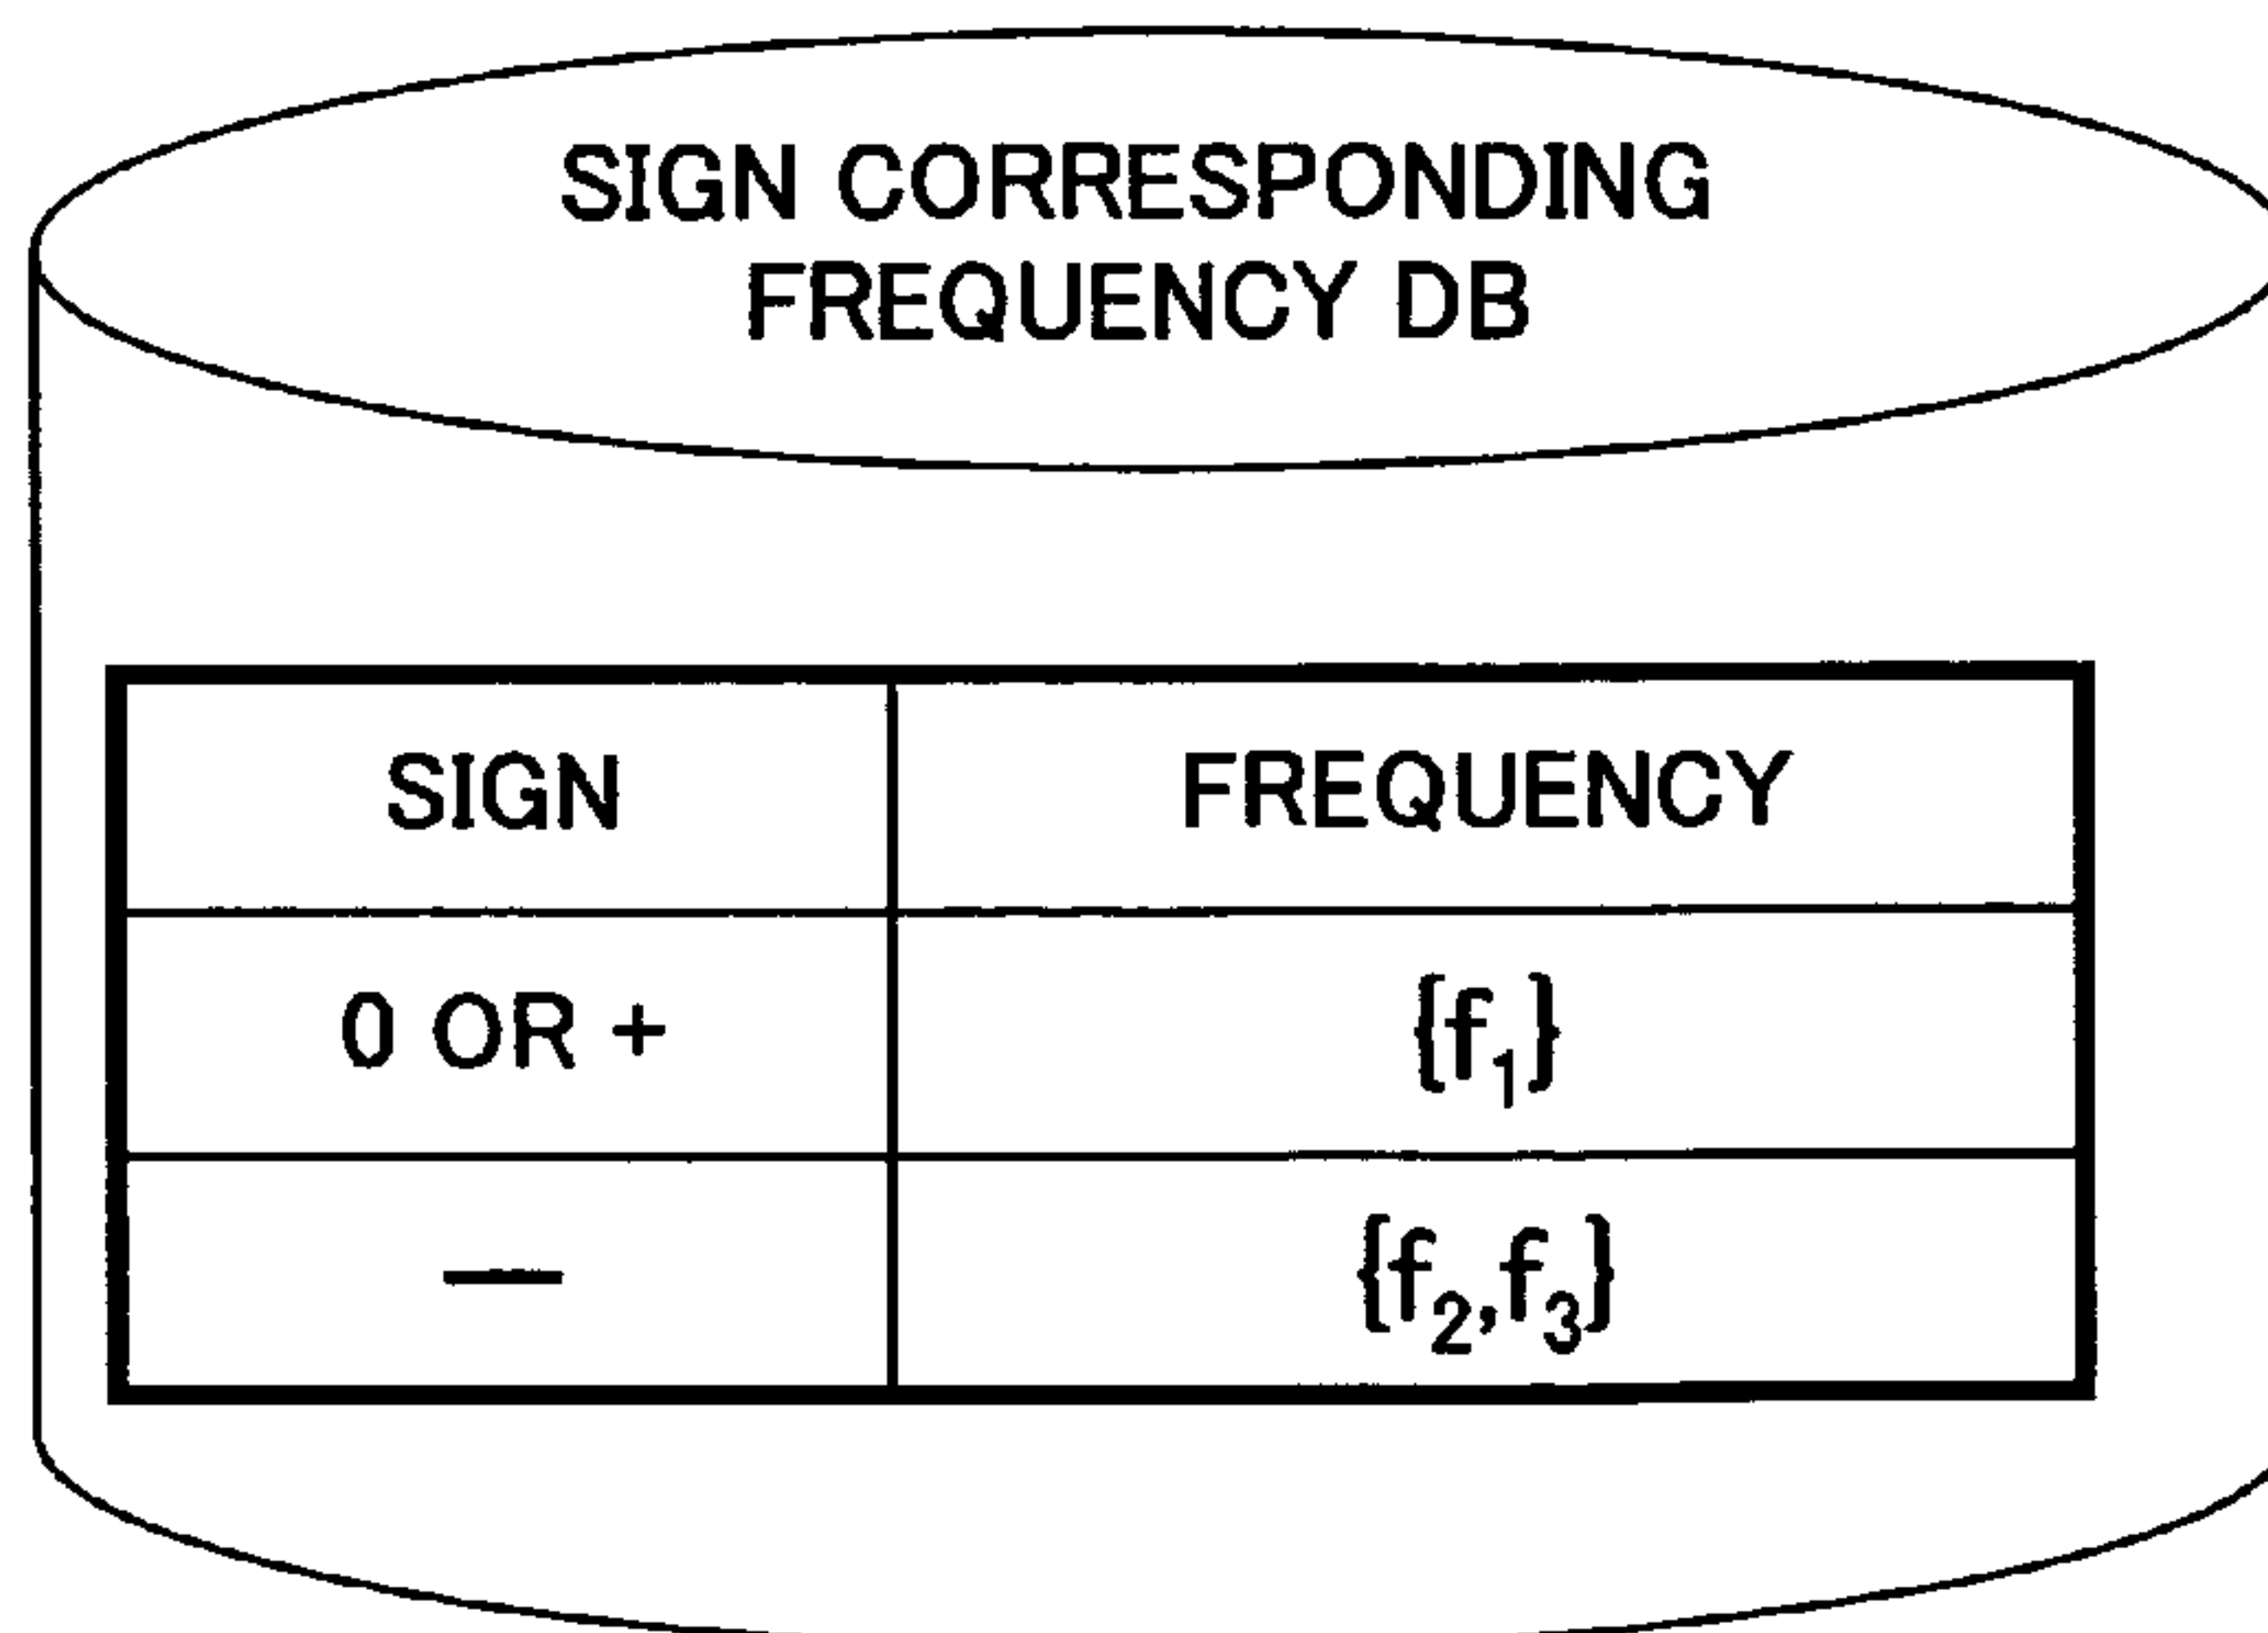 SIGN CORRESPONDING
FREQUENCY DB
SIGN FREQUENCY
0 OR + {f₁}
— {f₂,f₃}